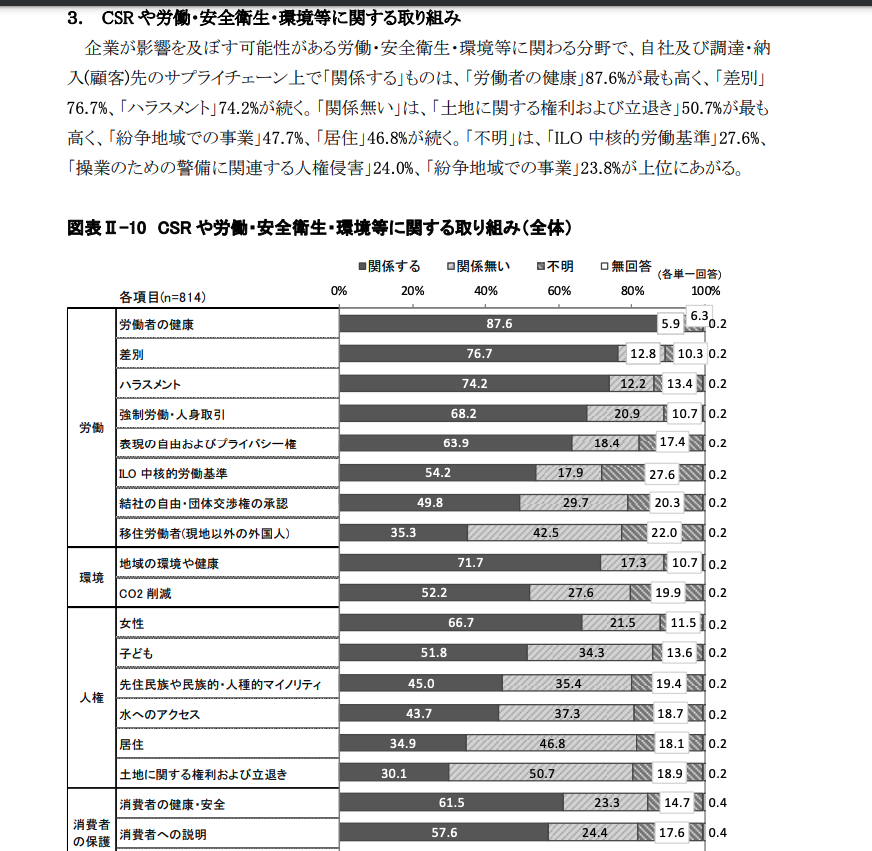 3. CSR や労働・安全衛生・環境等に関する取り組み
企業が影響を及ぼす可能性がある労働・安全衛生・環境等に関わる分野で、自社及び調達・納
入(顧客)先のサプライチェーン上で「関係する」ものは、「労働者の健康」87.6%が最も高く、「差別」
76.7%、「ハラスメント」74.2%が続く。「関係無い」は、「土地に関する権利および立退き」50.7%が最も
高く、「紛争地域での事業」47.7%、「居住」46.8%が続く。「不明」は、「ILO 中核的労働基準」27.6%、
「操業のための警備に関連する人権侵害」24.0%、「紛争地域での事業」23.8%が上位にあがる。
図表Ⅱ-10 CSR や労働・安全衛生・環境等に関する取り組み(全体)
関係する 関係無い 不明 無回答
(各単一回答)
各項目(n=814) 0% 20% 40% 60% 80% 100%
労働
労働者の健康 87.6 5.9 6.3 0.2
差別 76.7 12.8 10.3 0.2
ハラスメント 74.2 12.2 13.4 0.2
強制労働・人身取引 68.2 20.9 10.7 0.2
表現の自由およびプライバシー権 63.9 18.4 17.4 0.2
ILO 中核的労働基準 54.2 17.9 27.6 0.2
結社の自由・団体交渉権の承認 49.8 29.7 20.3 0.2
移住労働者(現地以外の外国人) 35.3 42.5 22.0 0.2
環境
地域の環境や健康 71.7 17.3 10.7 0.2
CO2 削減 52.2 27.6 19.9 0.2
人権
女性 66.7 21.5 11.5 0.2
子ども 51.8 34.3 13.6 0.2
先住民族や民族的・人種的マイノリティ 45.0 35.4 19.4 0.2
水へのアクセス 43.7 37.3 18.7 0.2
居住 34.9 46.8 18.1 0.2
土地に関する権利および立退き 30.1 50.7 18.9 0.2
消費者
の保護
消費者の健康・安全 61.5 23.3 14.7 0.4
消費者への説明 57.6 24.4 17.6 0.4